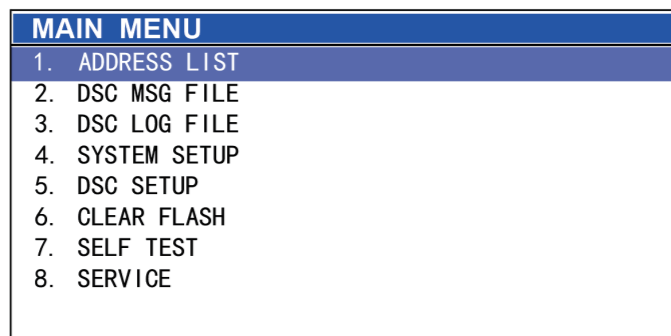 MAIN MENU
1. ADDRESS LIST
2. DSC MSG FILE
3. DSC LOG FILE
4. SYSTEM SETUP
5. DSC SETUP
6. CLEAR FLASH
7. SELF TEST
8. SERVICE